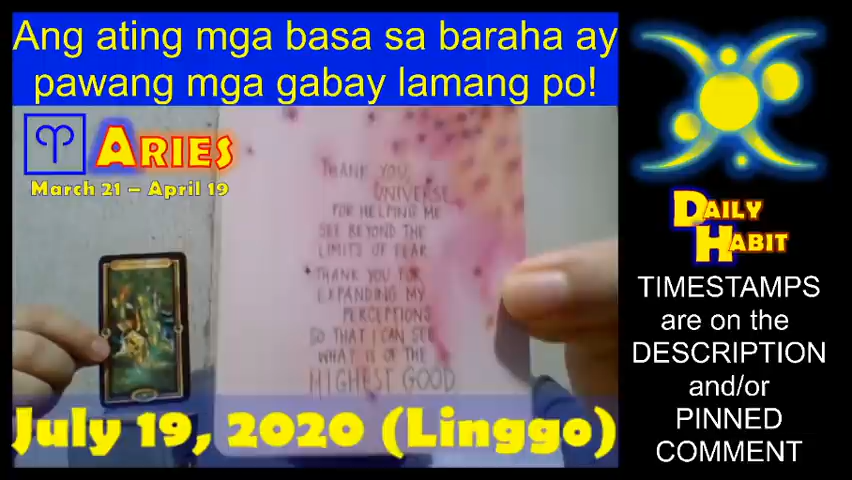 Ang ating mga basa sa baraha ay
pawang mga gabay lamang po!
♈ ARIES
March 21 – April 19
THANK YOU,
UNIVERSE
FOR HELPING ME
SEE BEYOND THE
LIMITS OF FEAR
THANK YOU FOR
EXPANDING MY
PERCEPTIONS
SO THAT I CAN SEE
WHAT IS OF THE
HIGHEST GOOD
July 19, 2020 (Linggo)
DAILY
HABIT
TIMESTAMPS
are on the
DESCRIPTION
and/or
PINNED
COMMENT